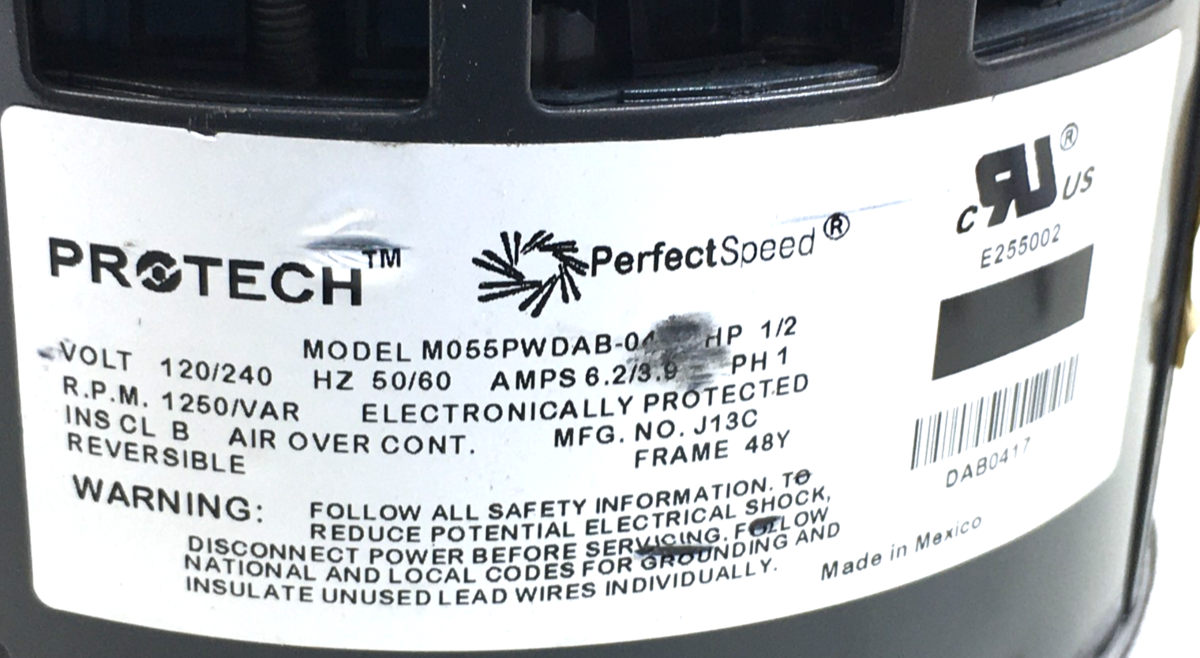 PROTECH™
PerfectSpeed®
c RU® US
E255002
MODEL HP 1/2
VOLT 120/240 HZ 50/60 AMPS 6.2/3.9 PH 1
R.P.M. 1250/VAR ELECTRONICALLY PROTECTED
INS CL B AIR OVER CONT. MFG. NO. J13C
REVERSIBLE FRAME 48Y
DAB0417
WARNING: FOLLOW ALL SAFETY INFORMATION. TO
REDUCE POTENTIAL ELECTRICAL SHOCK,
DISCONNECT POWER BEFORE SERVICING. FOLLOW
NATIONAL AND LOCAL CODES FOR GROUNDING AND
INSULATE UNUSED LEAD WIRES INDIVIDUALLY.
Made in Mexico